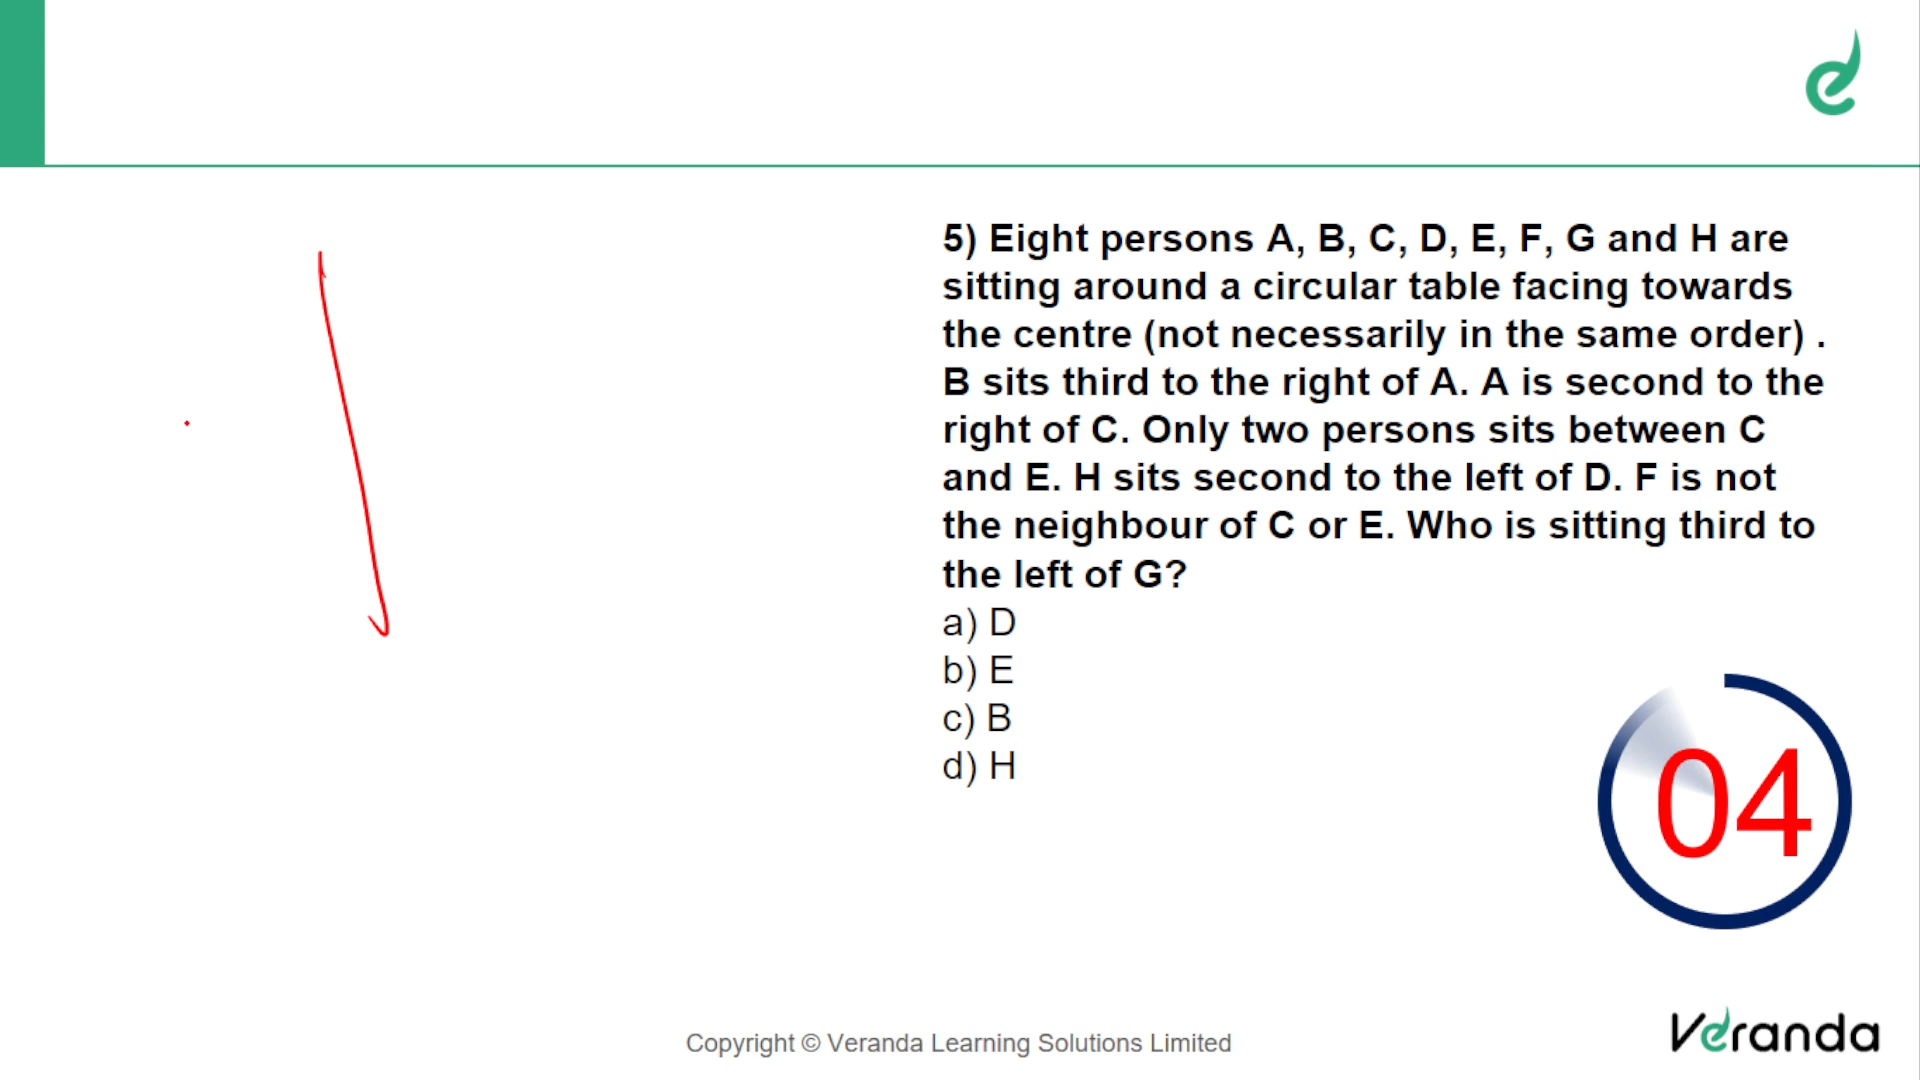 5) Eight persons A, B, C, D, E, F, G and H are
sitting around a circular table facing towards
the centre (not necessarily in the same order) .
B sits third to the right of A. A is second to the
right of C. Only two persons sits between C
and E. H sits second to the left of D. F is not
the neighbour of C or E. Who is sitting third to
the left of G?
a) D
b) E
c) B
d) H
04
Copyright © Veranda Learning Solutions Limited
Veranda